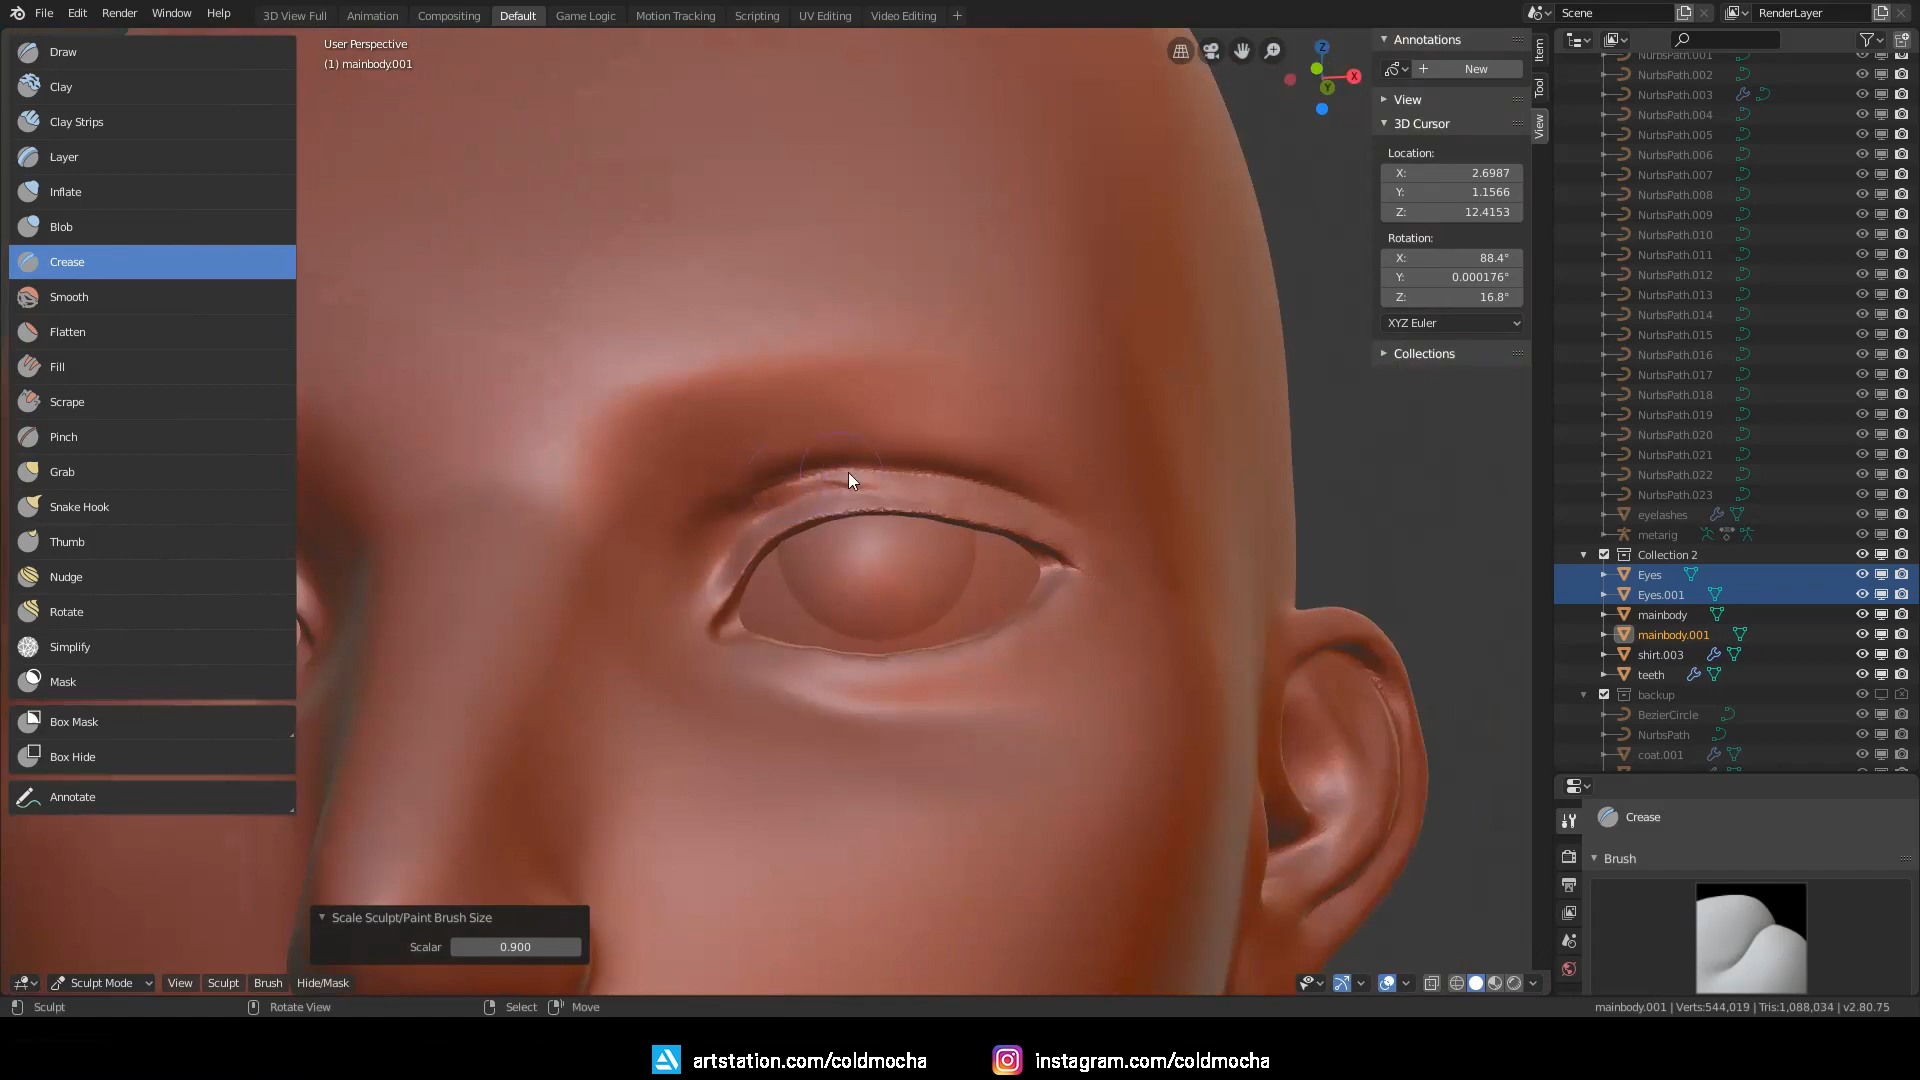 File Edit Render Window Help 3D View Full Animation Compositing Default Game Logic Motion Tracking Scripting UV Editing Video Editing + Scene RenderLayer
Draw
Clay
Clay Strips
Layer
Inflate
Blob
Crease
Smooth
Flatten
Fill
Scrape
Pinch
Grab
Snake Hook
Thumb
Nudge
Rotate
Simplify
Mask
Box Mask
Box Hide
Annotate
User Perspective
(1) mainbody.001
Z
X
Y
Annotations
+ New
View
3D Cursor
Location:
X: 2.6987
Y: 1.1566
Z: 12.4153
Rotation:
X: 88.4°
Y: 0.000176°
Z: 16.8°
XYZ Euler
Collections
Item
Tool
View
NurbsPath.001
NurbsPath.002
NurbsPath.003
NurbsPath.004
NurbsPath.005
NurbsPath.006
NurbsPath.007
NurbsPath.008
NurbsPath.009
NurbsPath.010
NurbsPath.011
NurbsPath.012
NurbsPath.013
NurbsPath.014
NurbsPath.015
NurbsPath.016
NurbsPath.017
NurbsPath.018
NurbsPath.019
NurbsPath.020
NurbsPath.021
NurbsPath.022
NurbsPath.023
eyelashes
metarig
Collection 2
Eyes
Eyes.001
mainbody
mainbody.001
shirt.003
teeth
backup
BezierCircle
NurbsPath
coat.001
Crease
Brush
Scale Sculpt/Paint Brush Size
Scalar 0.900
Sculpt Mode View Sculpt Brush Hide/Mask
Sculpt Rotate View Select Move mainbody.001 | Verts:544,019 | Tris:1,088,034 | v2.80.75
artstation.com/coldmocha instagram.com/coldmocha